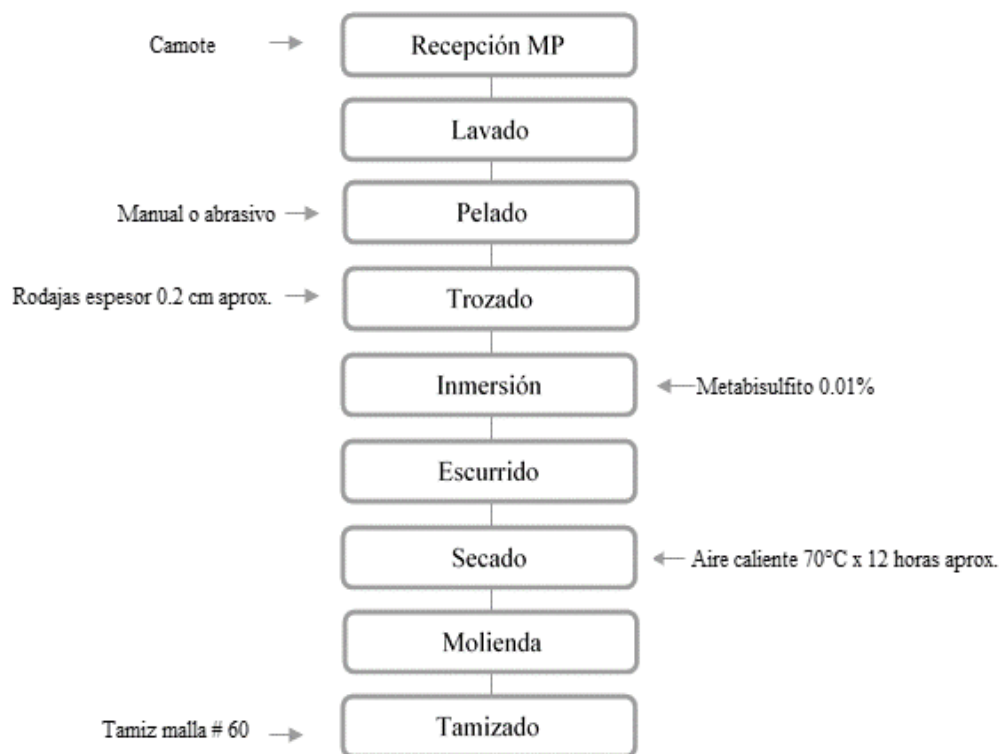 Camote
Recepción MP
Lavado
Manual o abrasivo
Pelado
Rodajas espesor 0.2 cm aprox.
Trozado
Inmersión
Metabisulfito 0.01%
Escurrido
Secado
Aire caliente 70°C x 12 horas aprox.
Molienda
Tamiz malla # 60
Tamizado